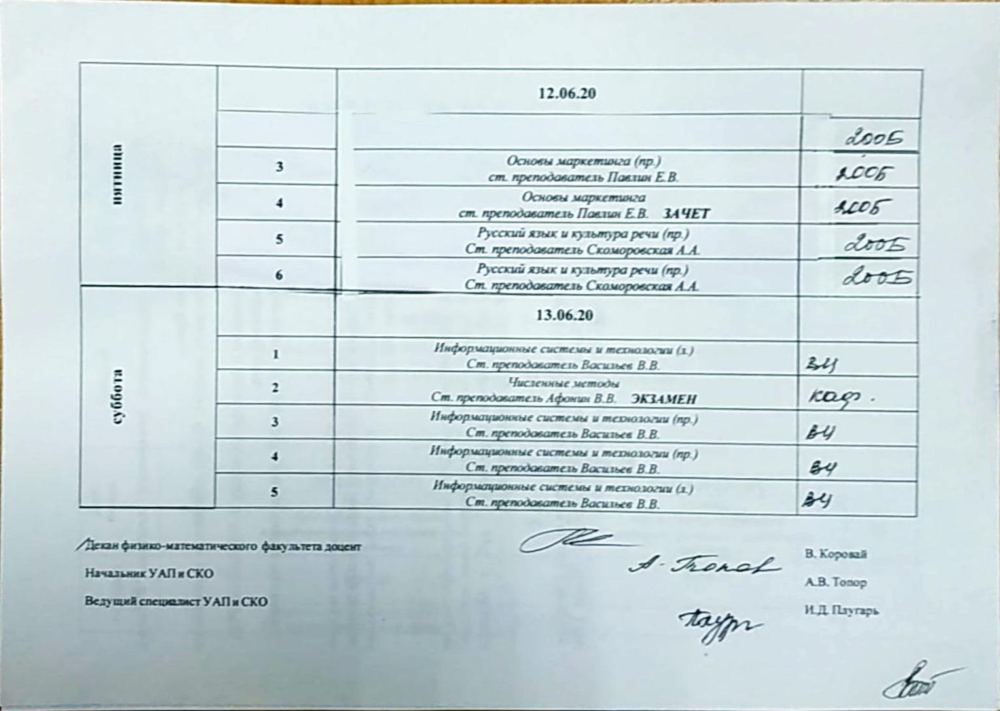 пятница
12.06.20
200Б
3
Основы маркетинга (пр.)
ст. преподаватель Павлин Е.В.
200Б
4
Основы маркетинга
ст. преподаватель Павлин Е.В. ЗАЧЕТ
200Б
5
Русский язык и культура речи (пр.)
Ст. преподаватель Скоморовская А.А.
200Б
6
Русский язык и культура речи (пр.)
Ст. преподаватель Скоморовская А.А.
200Б
суббота
13.06.20
1
Информационные системы и технологии (л.)
Ст. преподаватель Васильев В.В.
ВЦ
2
Численные методы
Ст. преподаватель Афонин В.В. ЭКЗАМЕН
каф.
3
Информационные системы и технологии (пр.)
Ст. преподаватель Васильев В.В.
ВЦ
4
Информационные системы и технологии (пр.)
Ст. преподаватель Васильев В.В.
ВЦ
5
Информационные системы и технологии (л.)
Ст. преподаватель Васильев В.В.
ВЦ
Декан физико-математического факультета доцент
В. Коровай
Начальник УАП и СКО
А.В. Топор
Ведущий специалист УАП и СКО
И.Д. Плугарь